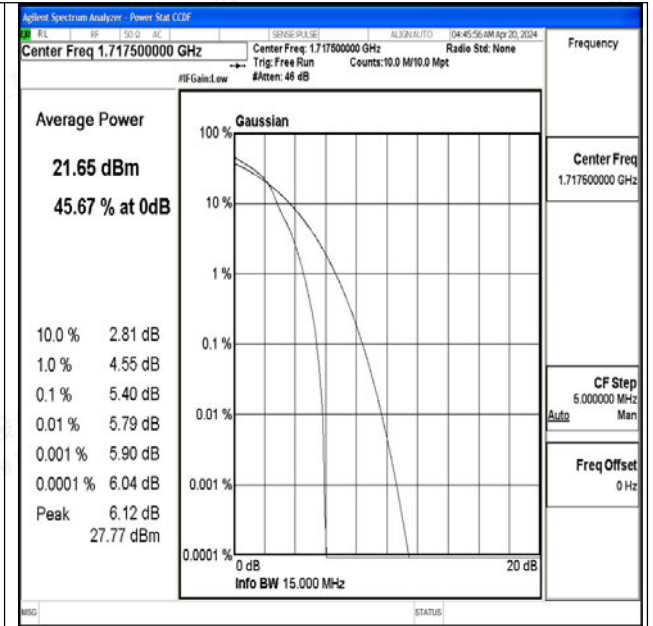 Agilent Spectrum Analyzer - Power Stat CCDF
RL RF 50 Ω AC SENSE:PULSE ALIGN AUTO 04:45:56 AM Apr 20, 2024
Center Freq 1.717500000 GHz
Center Freq: 1.717500000 GHz Radio Std: None
Trig: Free Run Counts:10.0 M/10.0 Mpt
#IFGain:Low #Atten: 46 dB
Frequency
Average Power
21.65 dBm
45.67 % at 0dB
10.0 % 2.81 dB
1.0 % 4.55 dB
0.1 % 5.40 dB
0.01 % 5.79 dB
0.001 % 5.90 dB
0.0001 % 6.04 dB
Peak 6.12 dB
27.77 dBm
Gaussian
100 %
10 %
1 %
0.1 %
0.01 %
0.001 %
0.0001 %
0 dB 20 dB
Info BW 15.000 MHz
Center Freq
1.717500000 GHz
CF Step
5.000000 MHz
Auto Man
Freq Offset
0 Hz
MSG STATUS